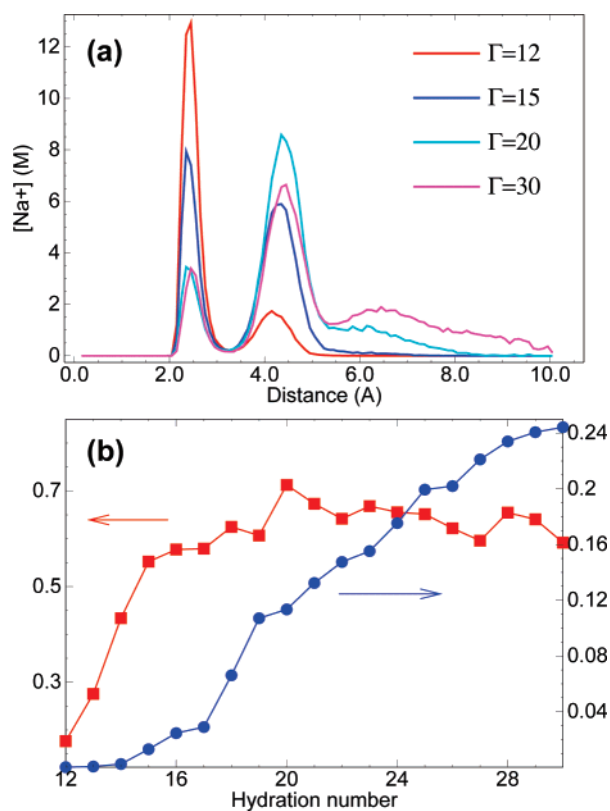 (a)
Γ=12
Γ=15
Γ=20
Γ=30
[Na+] (M)
12
10
8
6
4
2
0
0.0 2.0 4.0 6.0 8.0 10.0
Distance (A)
(b)
0.7
0.5
0.3
0.24
0.2
0.16
0.12
0.08
0.04
12 16 20 24 28
Hydration number